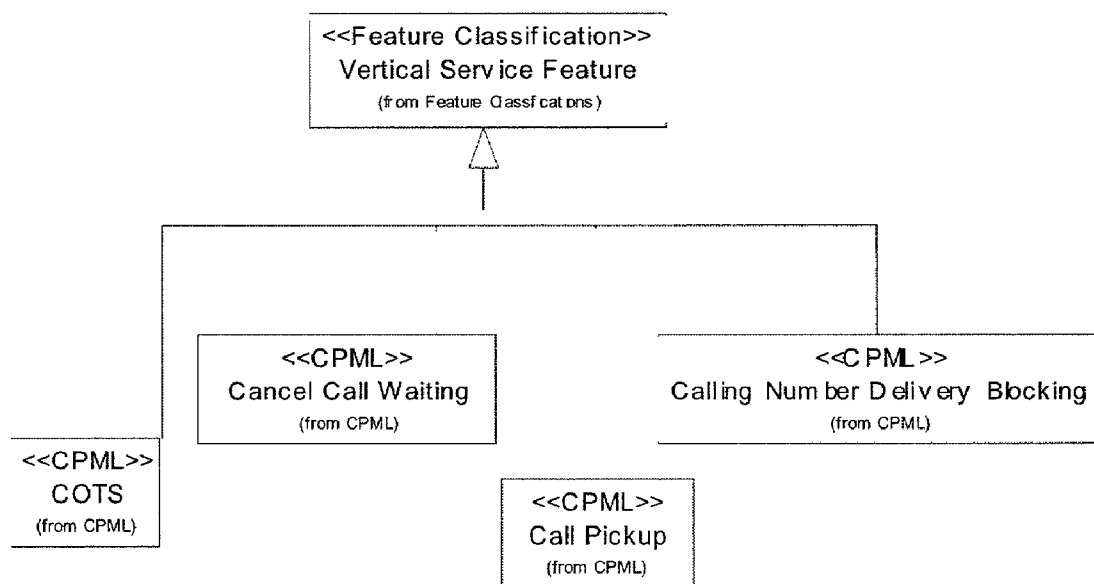 <<Feature Classification>>
Vertical Service Feature
(from Feature Classfications)
<<CPML>>
Cancel Call Waiting
(from CPML)
<<CPML>>
Calling Number Delivery Blocking
(from CPML)
<<CPML>>
COTS
(from CPML)
<<CPML>>
Call Pickup
(from CPML)